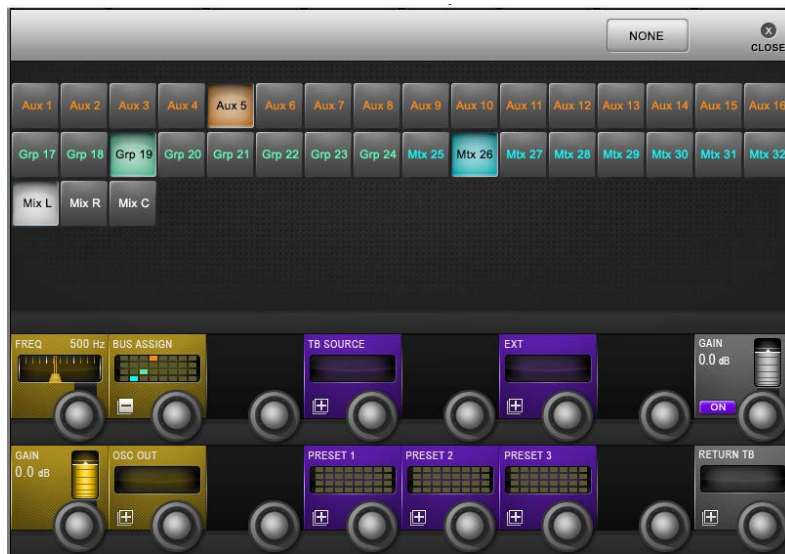 NONE
X
CLOSE
Aux 1 Aux 2 Aux 3 Aux 4 Aux 5 Aux 6 Aux 7 Aux 8 Aux 9 Aux 10 Aux 11 Aux 12 Aux 13 Aux 14 Aux 15 Aux 16
Grp 17 Grp 18 Grp 19 Grp 20 Grp 21 Grp 22 Grp 23 Grp 24 Mtx 25 Mtx 26 Mtx 27 Mtx 28 Mtx 29 Mtx 30 Mtx 31 Mtx 32
Mix L Mix R Mix C
FREQ 500 Hz BUS ASSIGN TB SOURCE EXT GAIN
0.0 dB
ON
GAIN OSC OUT PRESET 1 PRESET 2 PRESET 3 RETURN TB
0.0 dB